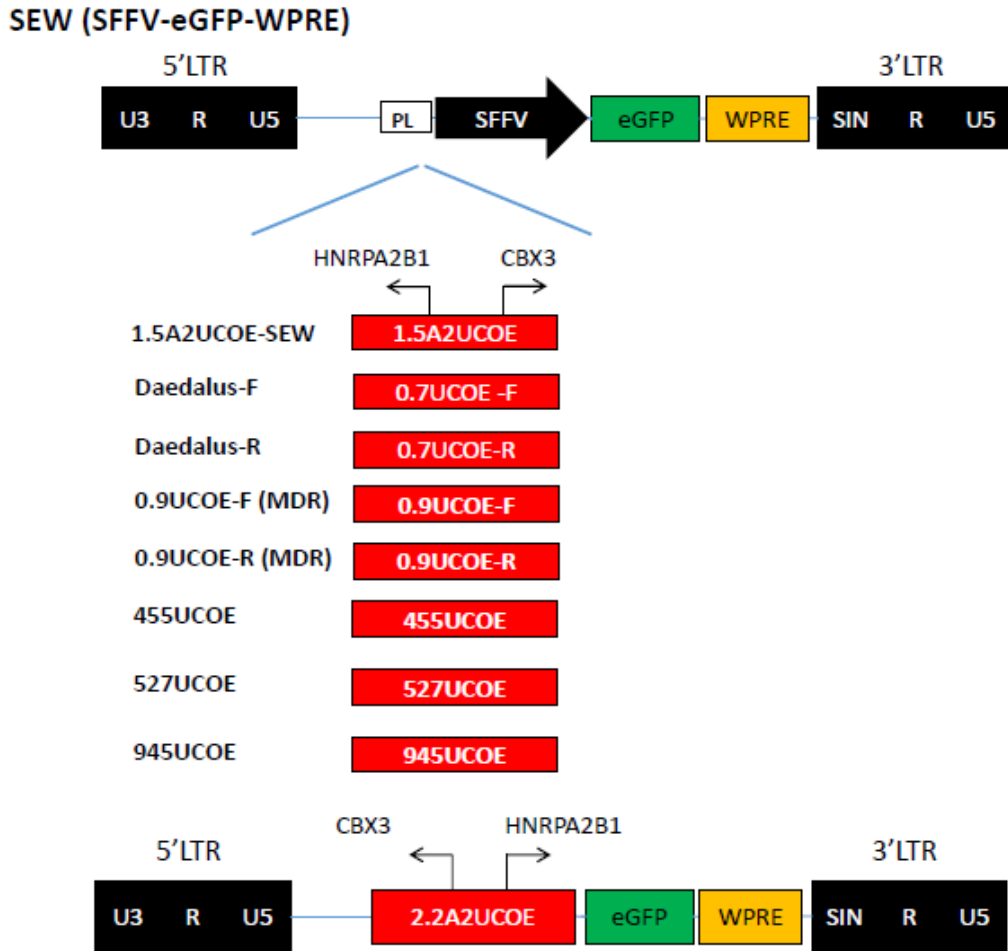 SEW (SFFV-eGFP-WPRE)
5'LTR 3'LTR
U3 R U5 PL SFFV eGFP WPRE SIN R U5
HNRPA2B1 CBX3
1.5A2UCOE-SEW 1.5A2UCOE
Daedalus-F 0.7UCOE -F
Daedalus-R 0.7UCOE-R
0.9UCOE-F (MDR) 0.9UCOE-F
0.9UCOE-R (MDR) 0.9UCOE-R
455UCOE 455UCOE
527UCOE 527UCOE
945UCOE 945UCOE
CBX3 HNRPA2B1
5'LTR 3'LTR
U3 R U5 2.2A2UCOE eGFP WPRE SIN R U5